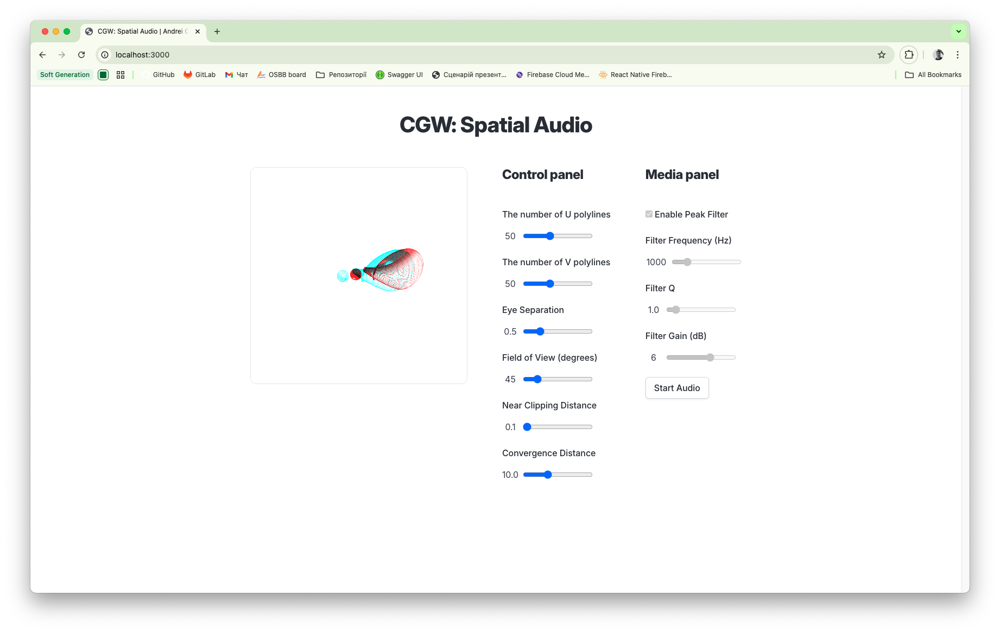 CGW: Spatial Audio | Andrei
localhost:3000
Soft Generation
GitHub
GitLab
Чат
OSBB board
Репозиторії
Swagger UI
Сценарій презент...
Firebase Cloud Me...
React Native Fireb...
All Bookmarks
CGW: Spatial Audio
Control panel
The number of U polylines
50
The number of V polylines
50
Eye Separation
0.5
Field of View (degrees)
45
Near Clipping Distance
0.1
Convergence Distance
10.0
Media panel
Enable Peak Filter
Filter Frequency (Hz)
1000
Filter Q
1.0
Filter Gain (dB)
6
Start Audio